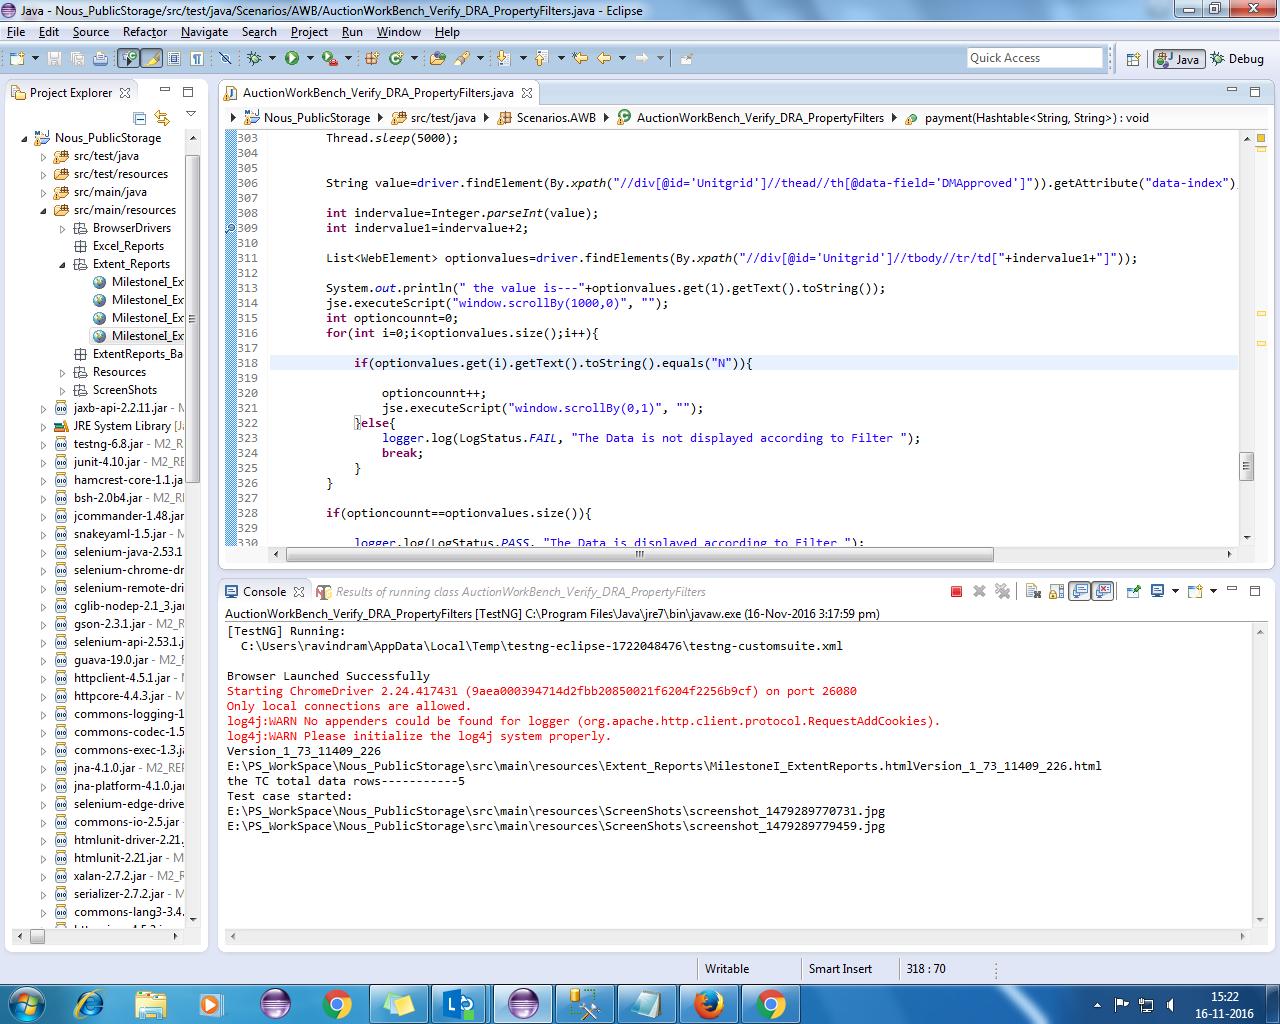 Java - Nous_PublicStorage/src/test/java/Scenarios/AWB/AuctionWorkBench_Verify_DRA_PropertyFilters.java - Eclipse
File Edit Source Refactor Navigate Search Project Run Window Help
Quick Access
Java
Debug
Project Explorer
Nous_PublicStorage
src/test/java
src/test/resources
src/main/java
src/main/resources
BrowserDrivers
Excel_Reports
Extent_Reports
MilestoneI_Ex
MilestoneI_Ex
MilestoneI_Ex
MilestoneI_Ex
ExtentReports_Ba
Resources
ScreenShots
jaxb-api-2.2.11.jar - M
JRE System Library [Ja
testng-6.8.jar - M2_R
junit-4.10.jar - M2_RE
hamcrest-core-1.1.ja
bsh-2.0b4.jar - M2_RE
jcommander-1.48.jar
snakeyaml-1.5.jar - M
selenium-java-2.53.1
selenium-chrome-dr
selenium-remote-dri
cglib-nodep-2.1_3.ja
gson-2.3.1.jar - M2_R
selenium-api-2.53.1.j
guava-19.0.jar - M2_R
httpclient-4.5.1.jar -
httpcore-4.4.3.jar - M
commons-logging-1
commons-codec-1.5
commons-exec-1.3.j
jna-4.1.0.jar - M2_REP
jna-platform-4.1.0.jar
selenium-edge-drive
commons-io-2.5.jar
htmlunit-driver-2.21.
htmlunit-2.21.jar - M
xalan-2.7.2.jar - M2_R
serializer-2.7.2.jar - M
commons-lang3-3.4.
AuctionWorkBench_Verify_DRA_PropertyFilters.java
Nous_PublicStorage src/test/java Scenarios.AWB AuctionWorkBench_Verify_DRA_PropertyFilters payment(Hashtable<String, String>) : void
303 Thread.sleep(5000);
304
305
306 String value=driver.findElement(By.xpath("//div[@id='Unitgrid']//thead//th[@data-field='DMApproved']")).getAttribute("data-index")
307
308 int indervalue=Integer.parseInt(value);
309 int indervalue1=indervalue+2;
310
311 List<WebElement> optionvalues=driver.findElements(By.xpath("//div[@id='Unitgrid']//tbody//tr/td["+indervalue1+"]"));
312
313 System.out.println(" the value is---"+optionvalues.get(1).getText().toString());
314 jse.executeScript("window.scrollBy(1000,0)", "");
315 int optioncounnt=0;
316 for(int i=0;i<optionvalues.size();i++){
317
318 if(optionvalues.get(i).getText().toString().equals("N")){
319
320 optioncounnt++;
321 jse.executeScript("window.scrollBy(0,1)", "");
322 }else{
323 logger.log(LogStatus.FAIL, "The Data is not displayed according to Filter ");
324 break;
325 }
326 }
327
328 if(optioncounnt==optionvalues.size()){
329
330 logger.log(LogStatus.PASS, "The Data is displayed according to Filter ");
Console
Results of running class AuctionWorkBench_Verify_DRA_PropertyFilters
AuctionWorkBench_Verify_DRA_PropertyFilters [TestNG] C:\Program Files\Java\jre7\bin\javaw.exe (16-Nov-2016 3:17:59 pm)
[TestNG] Running:
C:\Users\ravindram\AppData\Local\Temp\testng-eclipse-1722048476\testng-customsuite.xml
Browser Launched Successfully
Starting ChromeDriver 2.24.417431 (9aea000394714d2fbb20850021f6204f2256b9cf) on port 26080
Only local connections are allowed.
log4j:WARN No appenders could be found for logger (org.apache.http.client.protocol.RequestAddCookies).
log4j:WARN Please initialize the log4j system properly.
Version_1_73_11409_226
E:\PS_WorkSpace\Nous_PublicStorage\src\main\resources\Extent_Reports\MilestoneI_ExtentReports.htmlVersion_1_73_11409_226.html
the TC total data rows-----------5
Test case started:
E:\PS_WorkSpace\Nous_PublicStorage\src\main\resources\ScreenShots\screenshot_1479289770731.jpg
E:\PS_WorkSpace\Nous_PublicStorage\src\main\resources\ScreenShots\screenshot_1479289779459.jpg
Writable
Smart Insert
318 : 70
15:22
16-11-2016